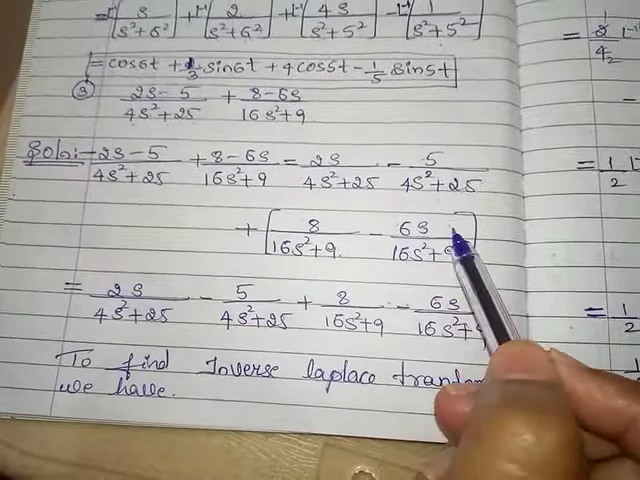 = L⁻¹[s/s²+6²] + L⁻¹[2/s²+6²] + L⁻¹[4s/s²+5²] - L⁻¹[1/s²+5²]
= cos6t + 1/3 sin6t + 4cos5t - 1/5 sin5t
③ 2s-5/4s²+25 + 8-6s/16s²+9
Soln:- 2s-5/4s²+25 + 8-6s/16s²+9 = 2s/4s²+25 - 5/4s²+25
+ [8/16s²+9 - 6s/16s²+9]
= 2s/4s²+25 - 5/4s²+25 + 8/16s²+9 - 6s/16s²+9
To find Inverse laplace
we have.